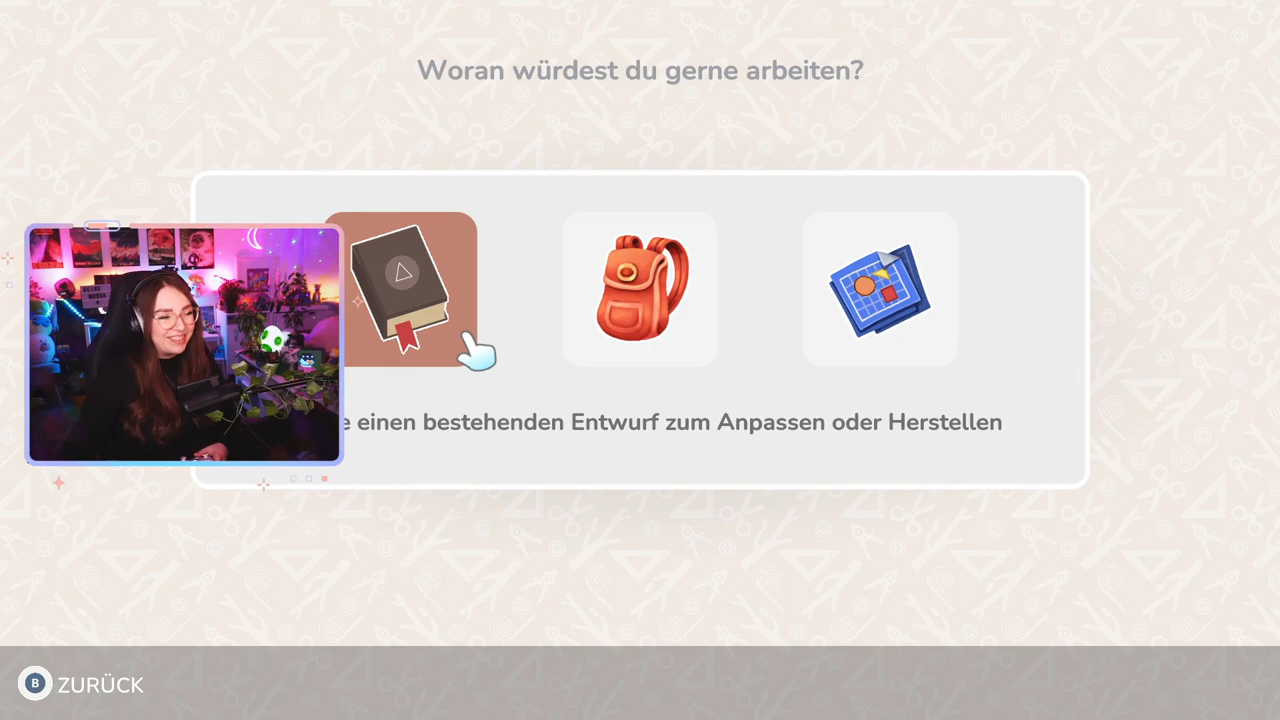 Woran würdest du gerne arbeiten?
einen bestehenden Entwurf zum Anpassen oder Herstellen
B ZURÜCK